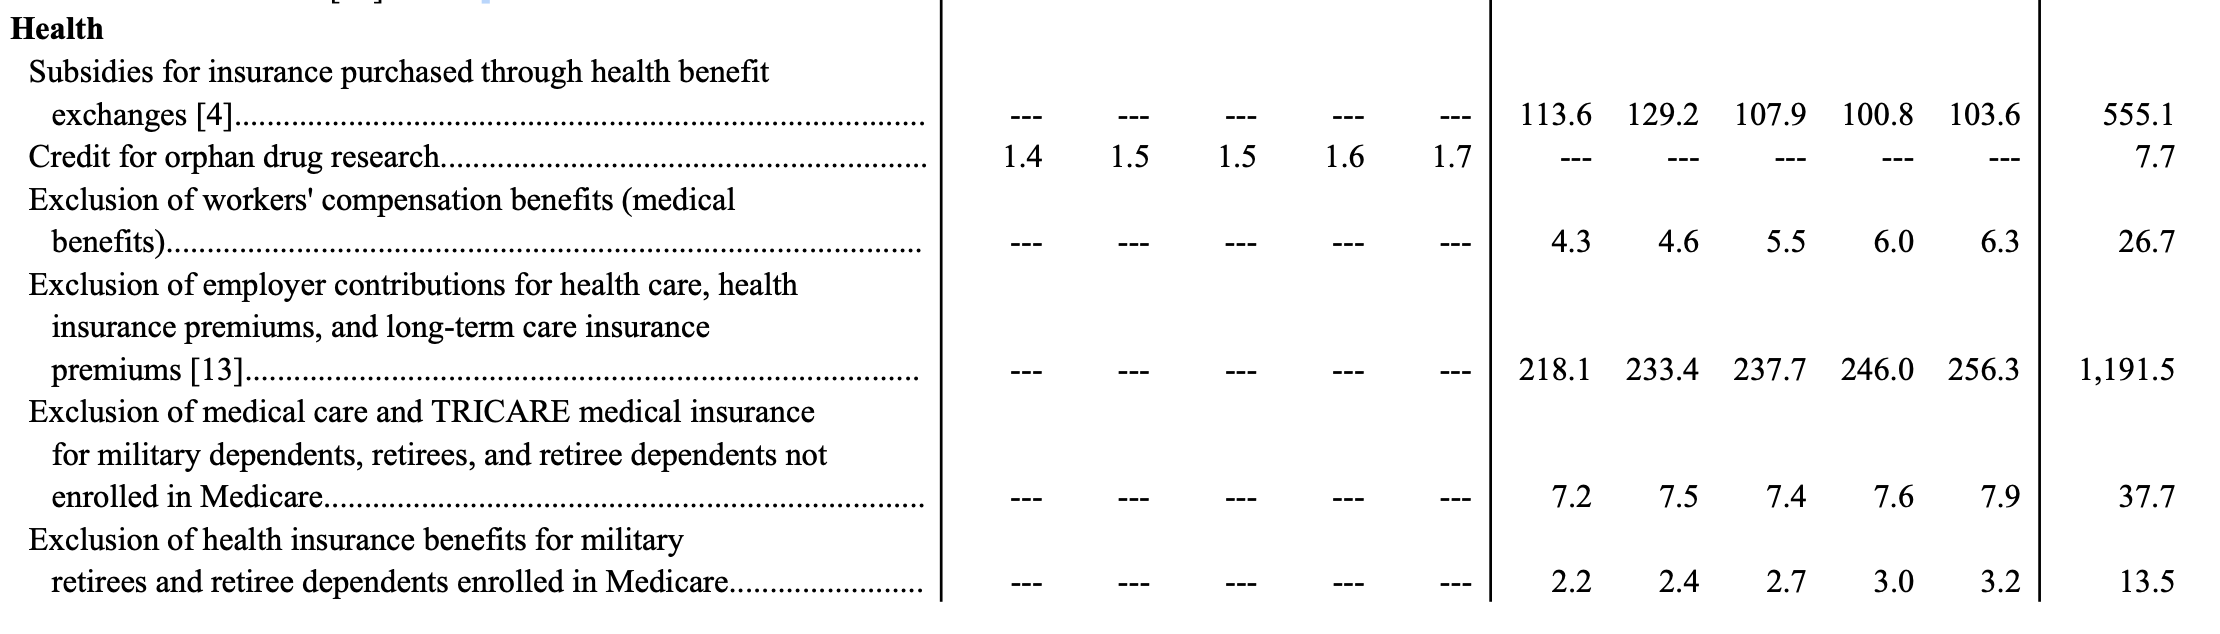 Health
Subsidies for insurance purchased through health benefit
exchanges [4]..................................................................................... --- --- --- --- --- 113.6 129.2 107.9 100.8 103.6 555.1
Credit for orphan drug research............................................................ 1.4 1.5 1.5 1.6 1.7 --- --- --- --- --- 7.7
Exclusion of workers' compensation benefits (medical
benefits)............................................................................................. --- --- --- --- --- 4.3 4.6 5.5 6.0 6.3 26.7
Exclusion of employer contributions for health care, health
insurance premiums, and long-term care insurance
premiums [13]................................................................................... --- --- --- --- --- 218.1 233.4 237.7 246.0 256.3 1,191.5
Exclusion of medical care and TRICARE medical insurance
for military dependents, retirees, and retiree dependents not
enrolled in Medicare.......................................................................... --- --- --- --- --- 7.2 7.5 7.4 7.6 7.9 37.7
Exclusion of health insurance benefits for military
retirees and retiree dependents enrolled in Medicare........................ --- --- --- --- --- 2.2 2.4 2.7 3.0 3.2 13.5